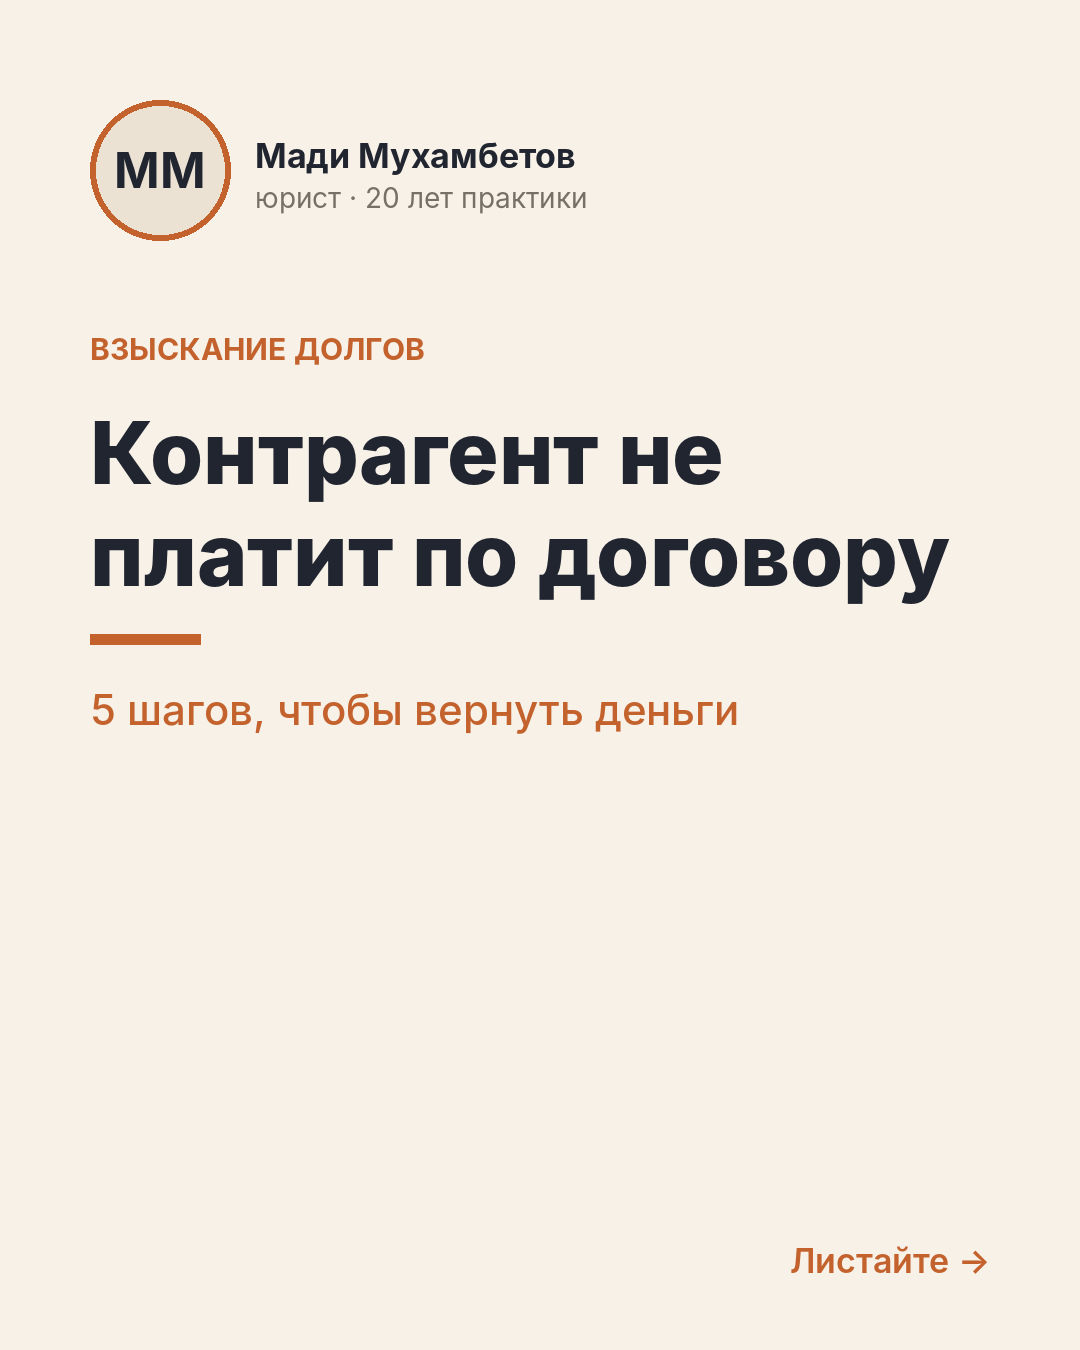 ММ
Мади Мухамбетов
юрист · 20 лет практики
ВЗЫСКАНИЕ ДОЛГОВ
Контрагент не
платит по договору
5 шагов, чтобы вернуть деньги
Листайте →